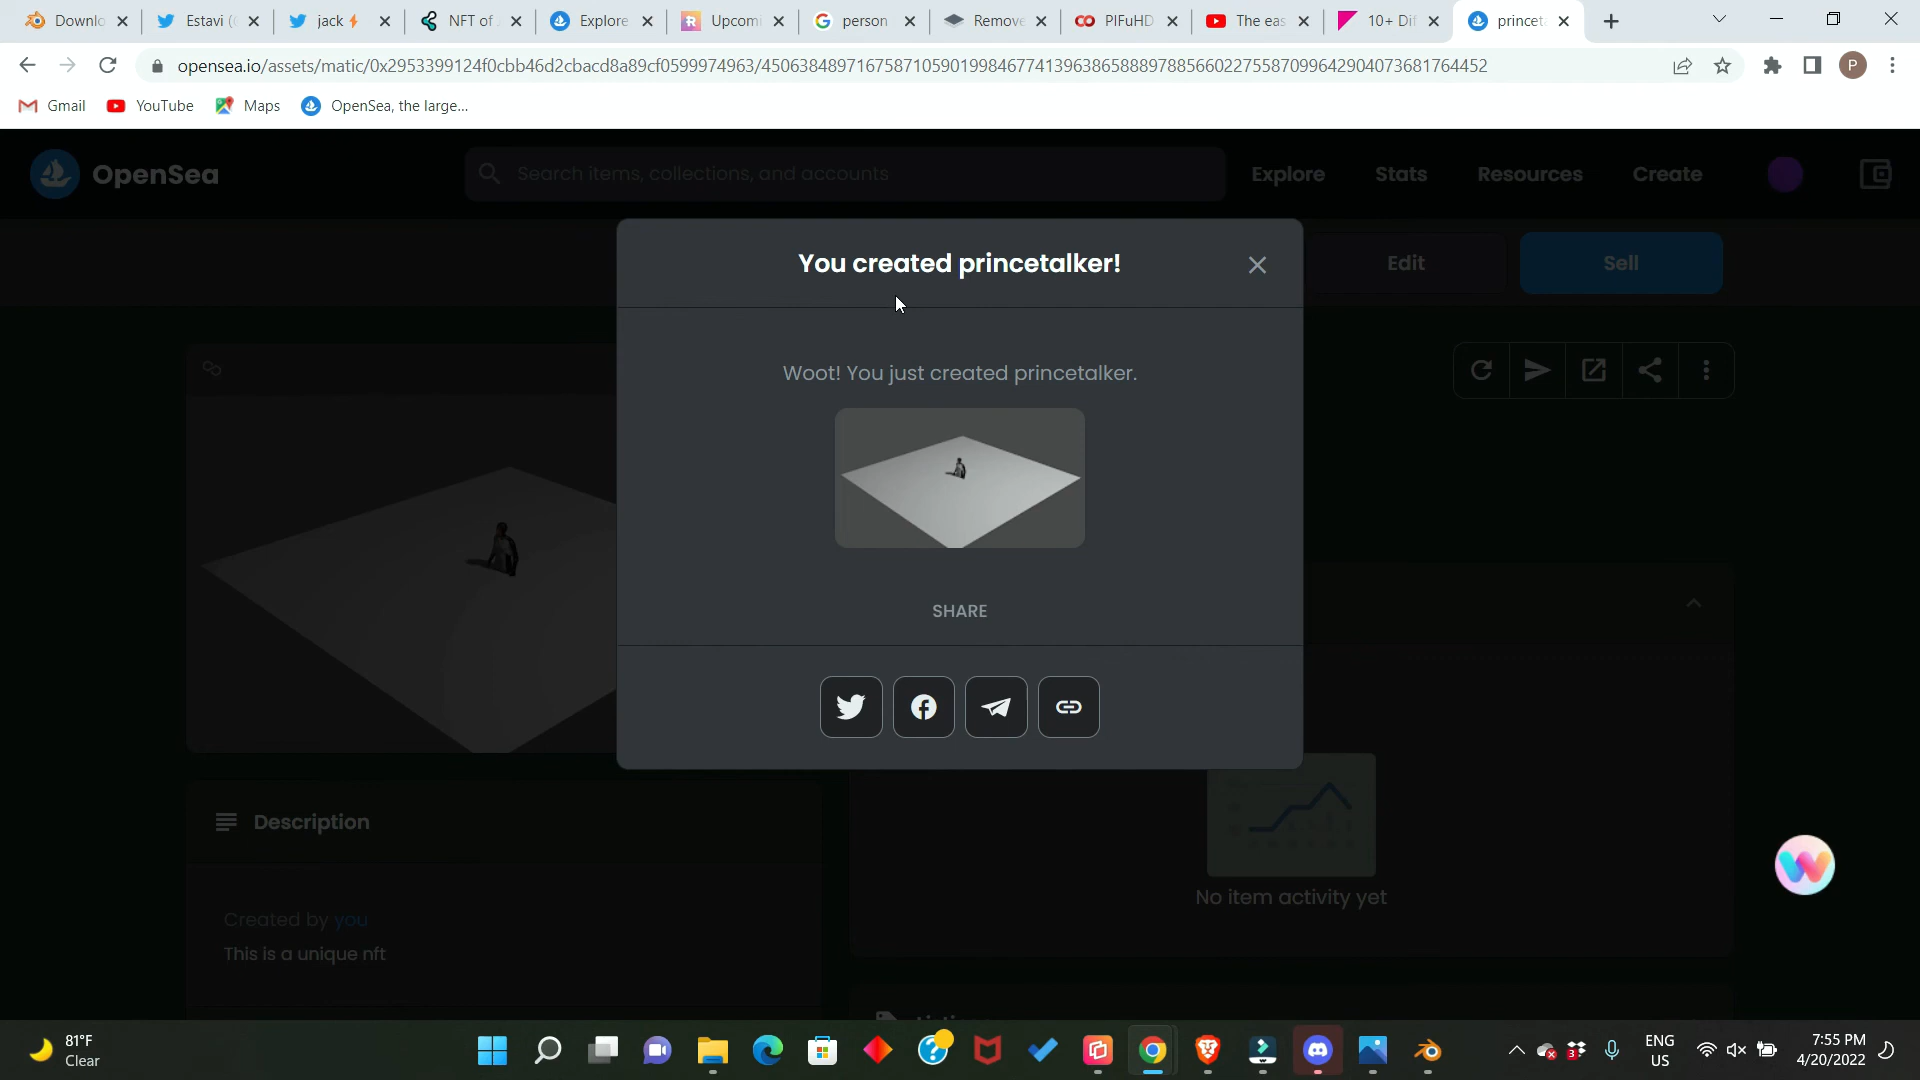 Downlo
Estavi (
jack⚡
NFT of
Explore
Upcomi
person
Remove
PIFuHD
The eas
10+ Dif
princet
opensea.io/assets/matic/0x2953399124f0cbb46d2cbacd8a89cf0599974963/45063848971675871059019984677413963865888978856602275587099642904073681764452
P
Gmail
YouTube
Maps
OpenSea, the large...
OpenSea
Search items, collections, and accounts
Explore
Stats
Resources
Create
You created princetalker!
Edit
Sell
Woot! You just created princetalker.
SHARE
Description
Created by you
This is a unique nft
No item activity yet
81°F
Clear
3
ENG
US
7:55 PM
4/20/2022